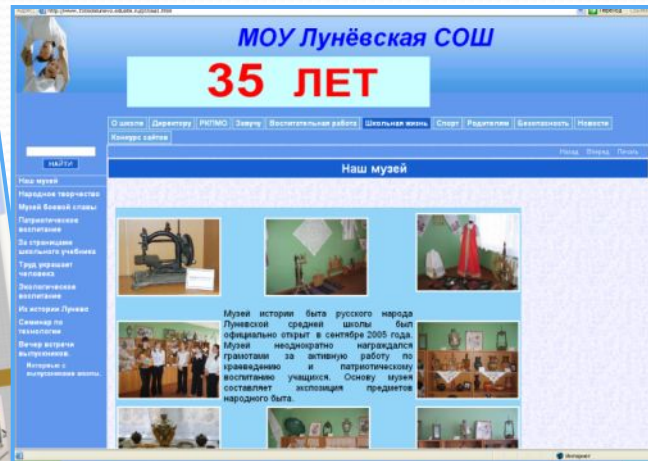 МОУ Лунёвская СОШ
35 ЛЕТ
О школе Директору РКПМО Завучу Воспитательная работа Школьная жизнь Спорт Родителям Безопасность Новости
Конкурс сайтов
Назад Вперед Печать
НАЙТИ
Наш музей
Наш музей
Народное творчество
Музей боевой славы
Патриотическое
воспитание
За страницами
школьного учебника
Труд украшает
человека
Экологическое
воспитание
Из истории Лунево
Семинар по
технологии
Вечер встречи
выпускников.
Интервью с
выпускниками школы.
Музей истории быта русского народа
Луневской средней школы был
официально открыт в сентябре 2005 года.
Музей неоднократно награждался
грамотами за активную работу по
краеведению и патриотическому
воспитанию учащихся. Основу музея
составляет экспозиция предметов
народного быта.
Интернет